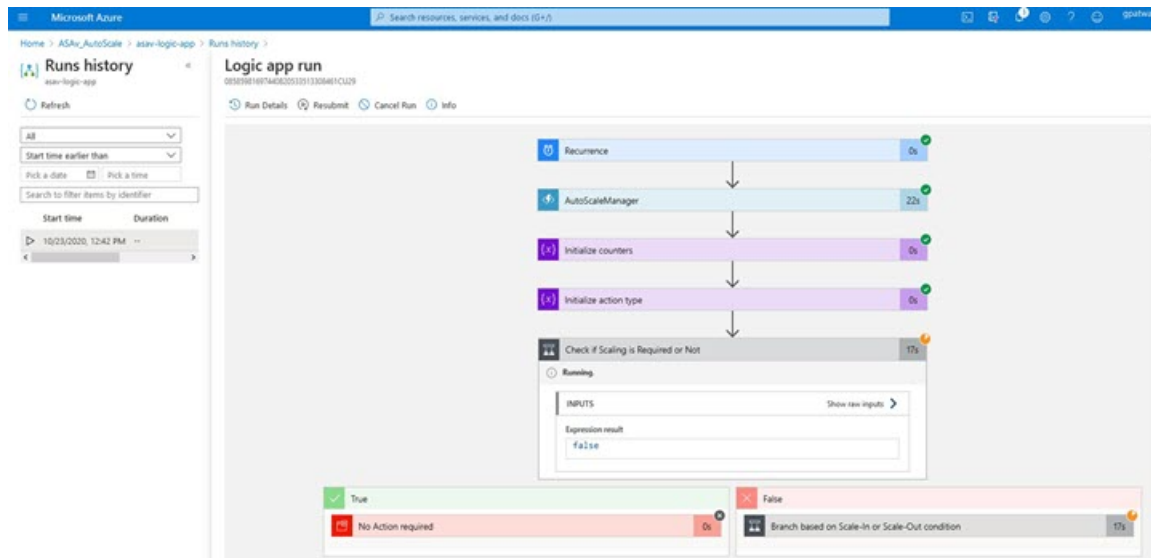 Microsoft Azure
Search resources, services, and docs (G+/)
Home > ASAv_AutoScale > asav-logic-app > Runs history >
Runs history
asav-logic-app
Refresh
All
Start time earlier than
Pick a date Pick a time
Search to filter items by identifier
Start time Duration
10/23/2020, 12:42 PM --
Logic app run
Run Details Resubmit Cancel Run Info
Recurrence 0s
AutoScaleManager 22s
Initialize counters 0s
Initialize action type 0s
Check if Scaling is Required or Not 17s
Running.
INPUTS Show raw inputs
Expression result
false
True
No Action required 0s
False
Branch based on Scale-In or Scale-Out condition 17s